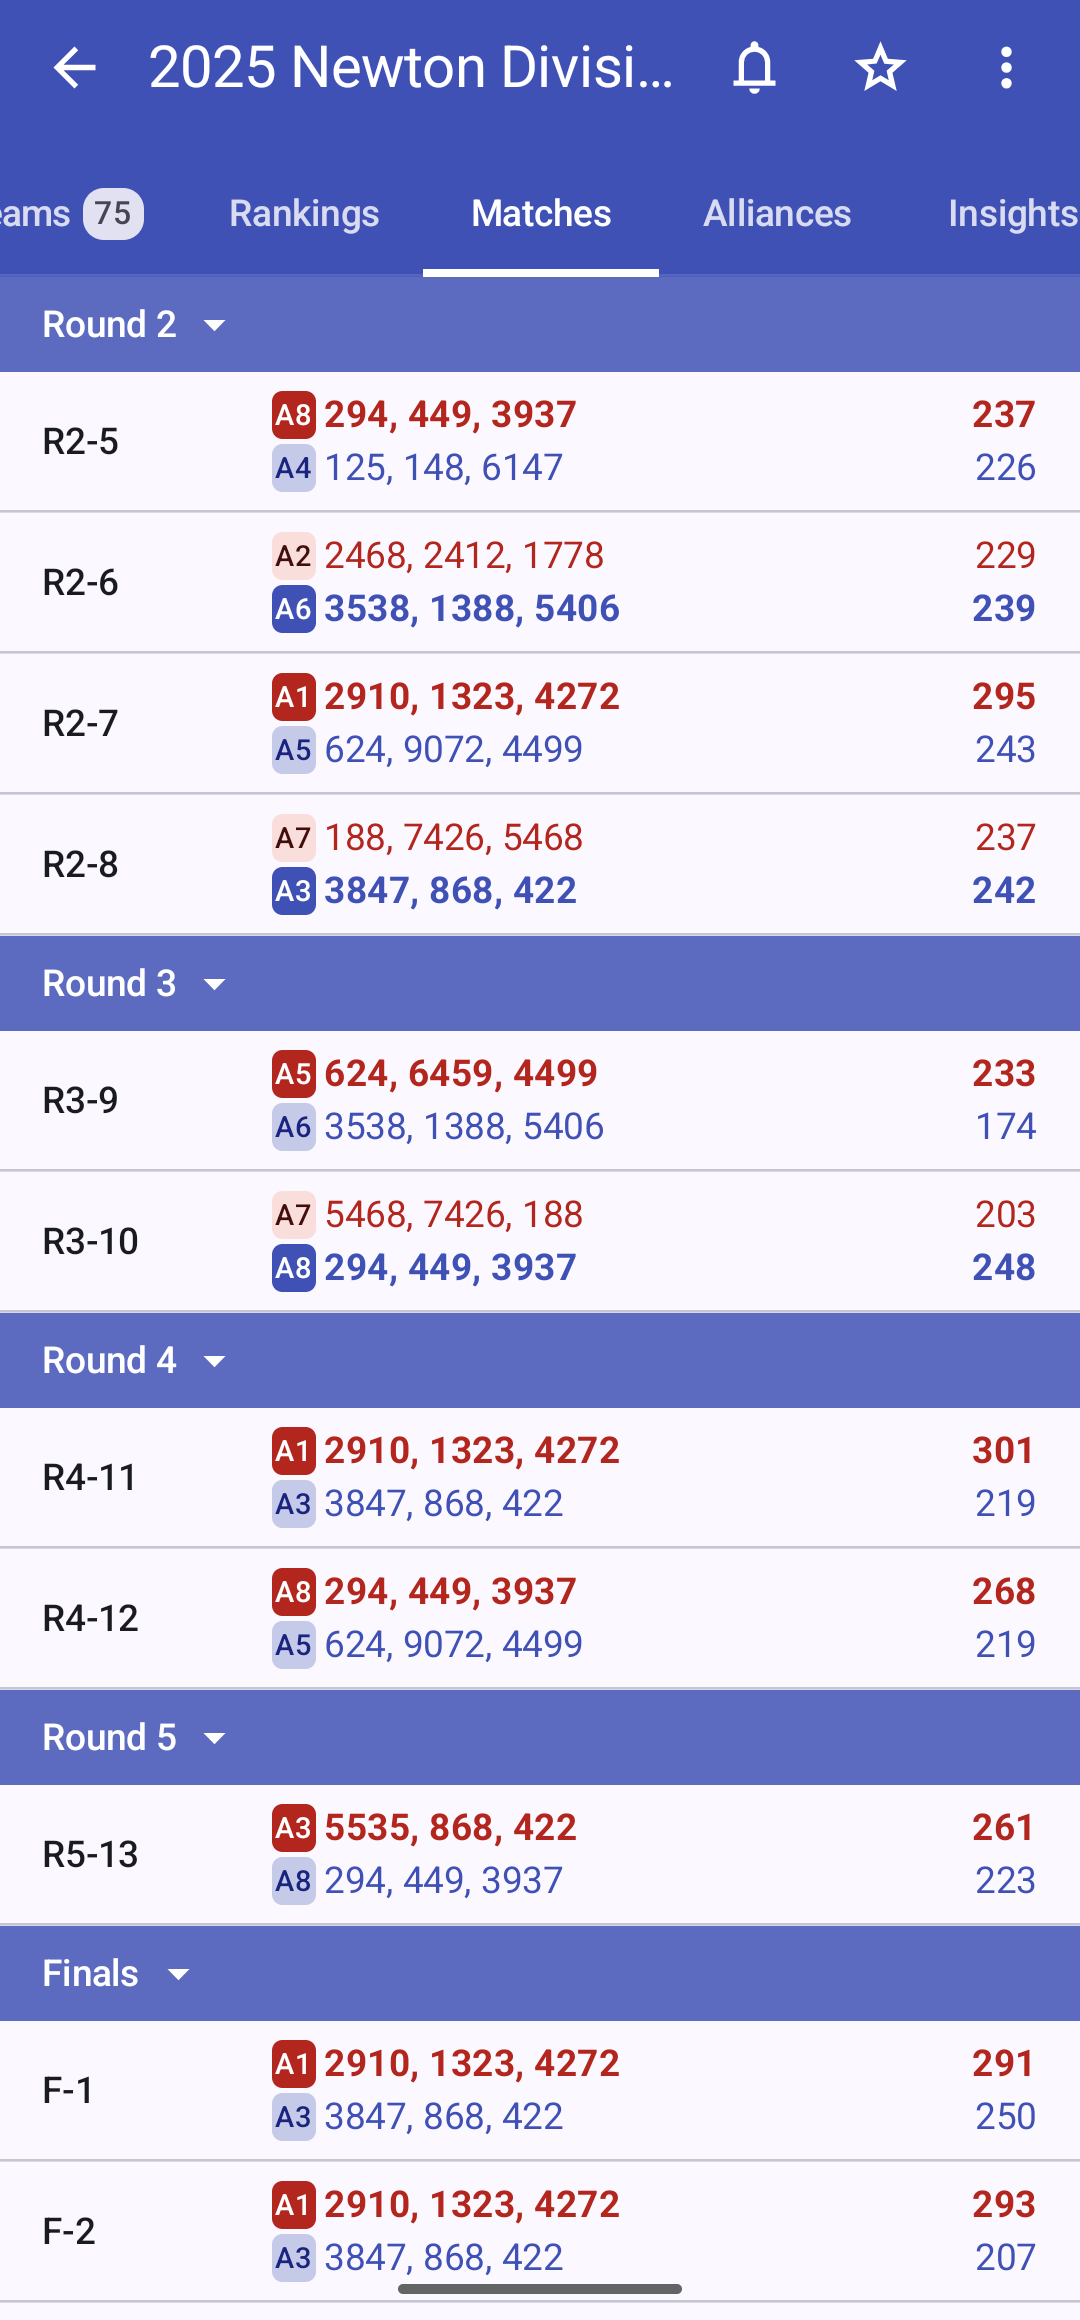 2025 Newton Divisi...
eams 75 Rankings Matches Alliances Insights
Round 2
R2-5
A8 294, 449, 3937 237
A4 125, 148, 6147 226
R2-6
A2 2468, 2412, 1778 229
A6 3538, 1388, 5406 239
R2-7
A1 2910, 1323, 4272 295
A5 624, 9072, 4499 243
R2-8
A7 188, 7426, 5468 237
A3 3847, 868, 422 242
Round 3
R3-9
A5 624, 6459, 4499 233
A6 3538, 1388, 5406 174
R3-10
A7 5468, 7426, 188 203
A8 294, 449, 3937 248
Round 4
R4-11
A1 2910, 1323, 4272 301
A3 3847, 868, 422 219
R4-12
A8 294, 449, 3937 268
A5 624, 9072, 4499 219
Round 5
R5-13
A3 5535, 868, 422 261
A8 294, 449, 3937 223
Finals
F-1
A1 2910, 1323, 4272 291
A3 3847, 868, 422 250
F-2
A1 2910, 1323, 4272 293
A3 3847, 868, 422 207